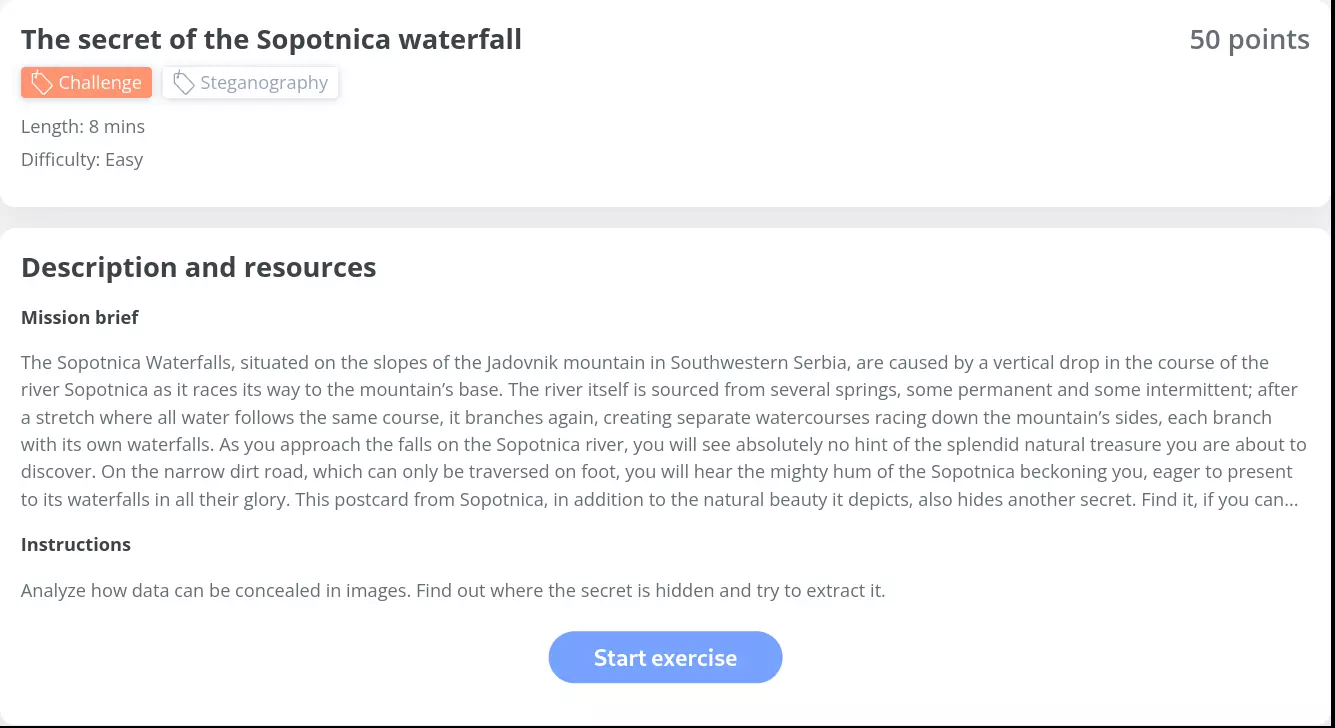 The secret of the Sopotnica waterfall
50 points
Challenge
Steganography
Length: 8 mins
Difficulty: Easy
Description and resources
Mission brief
The Sopotnica Waterfalls, situated on the slopes of the Jadovnik mountain in Southwestern Serbia, are caused by a vertical drop in the course of the
river Sopotnica as it races its way to the mountain’s base. The river itself is sourced from several springs, some permanent and some intermittent; after
a stretch where all water follows the same course, it branches again, creating separate watercourses racing down the mountain’s sides, each branch
with its own waterfalls. As you approach the falls on the Sopotnica river, you will see absolutely no hint of the splendid natural treasure you are about to
discover. On the narrow dirt road, which can only be traversed on foot, you will hear the mighty hum of the Sopotnica beckoning you, eager to present
to its waterfalls in all their glory. This postcard from Sopotnica, in addition to the natural beauty it depicts, also hides another secret. Find it, if you can...
Instructions
Analyze how data can be concealed in images. Find out where the secret is hidden and try to extract it.
Start exercise